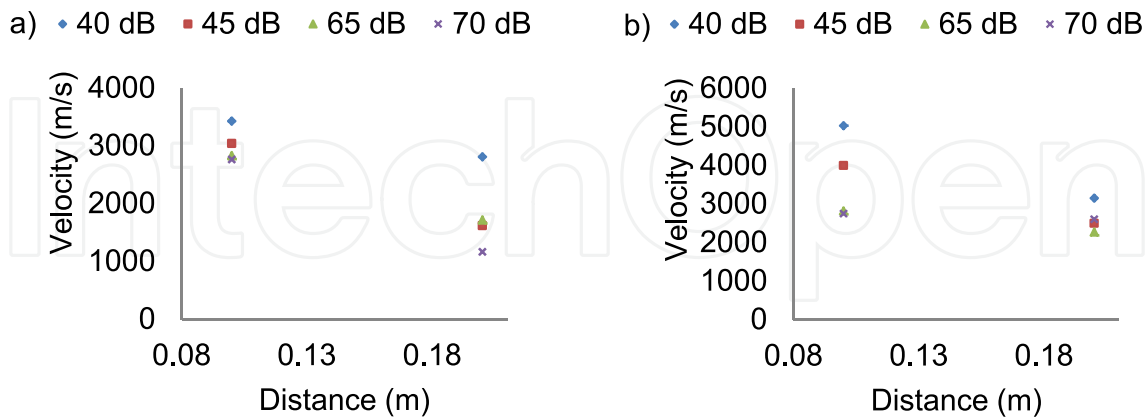 a) 40 dB 45 dB 65 dB 70 dB
Velocity (m/s)
4000
3000
2000
1000
0
0.08 0.13 0.18
Distance (m)
b) 40 dB 45 dB 65 dB 70 dB
Velocity (m/s)
6000
5000
4000
3000
2000
1000
0
0.08 0.13 0.18
Distance (m)
IntechOpen